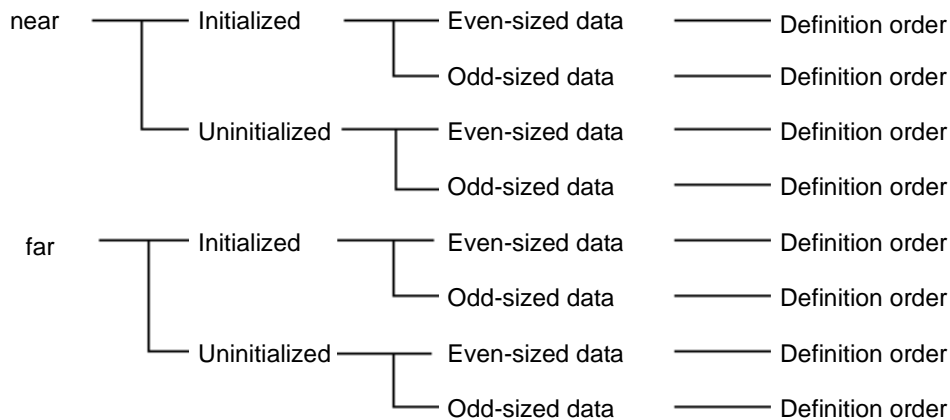 near Initialized Even-sized data Definition order
Odd-sized data Definition order
Uninitialized Even-sized data Definition order
Odd-sized data Definition order
far Initialized Even-sized data Definition order
Odd-sized data Definition order
Uninitialized Even-sized data Definition order
Odd-sized data Definition order